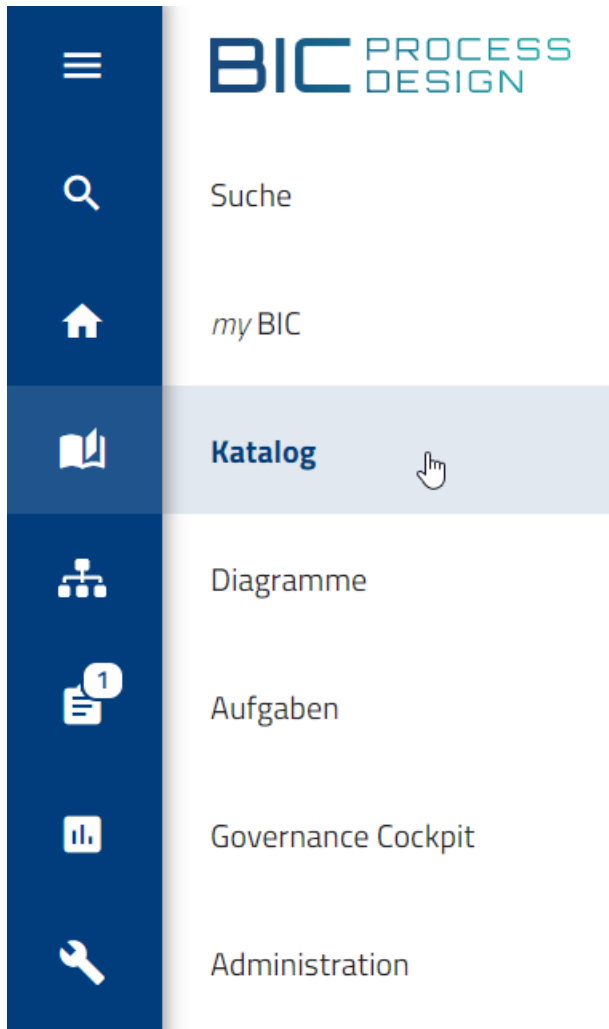 BIC PROCESS
DESIGN
Suche
my BIC
Katalog
Diagramme
1
Aufgaben
Governance Cockpit
Administration